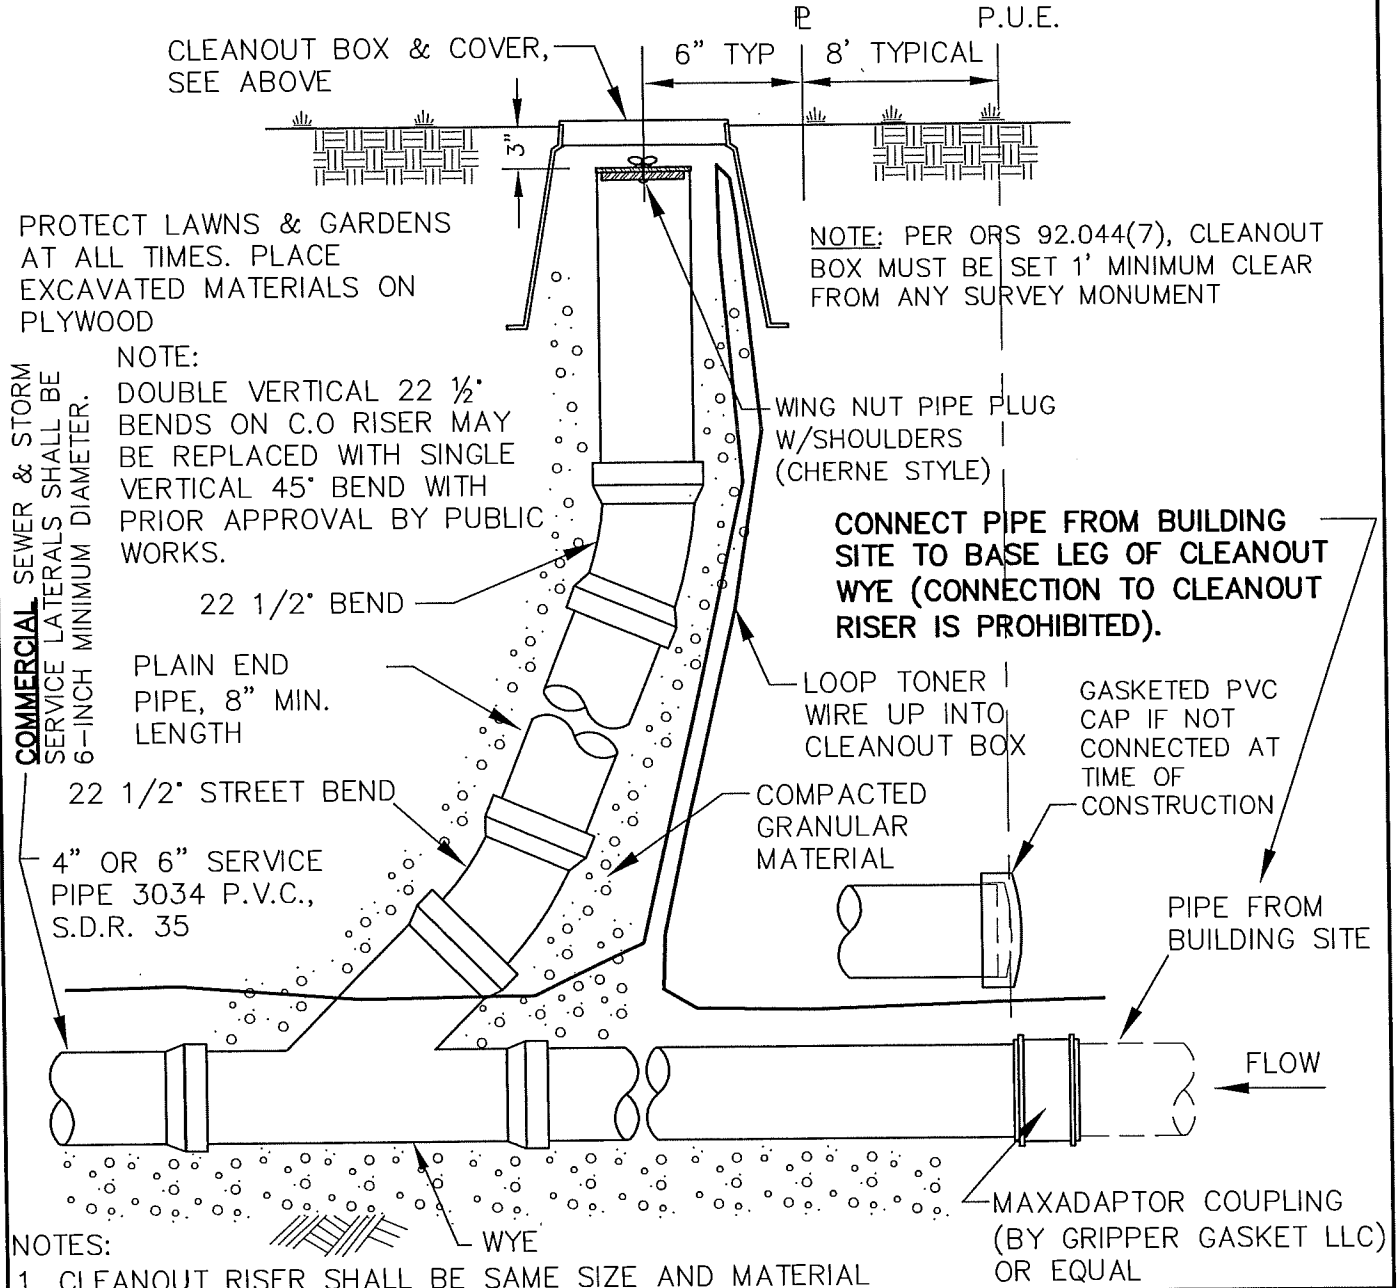 ℄ P.U.E.
CLEANOUT BOX & COVER,
SEE ABOVE
6" TYP
8' TYPICAL
3"
PROTECT LAWNS & GARDENS
AT ALL TIMES. PLACE
EXCAVATED MATERIALS ON
PLYWOOD
NOTE: PER ORS 92.044(7), CLEANOUT
BOX MUST BE SET 1' MINIMUM CLEAR
FROM ANY SURVEY MONUMENT
COMMERCIAL SEWER & STORM
SERVICE LATERALS SHALL BE
6-INCH MINIMUM DIAMETER.
NOTE:
DOUBLE VERTICAL 22 ½°
BENDS ON C.O RISER MAY
BE REPLACED WITH SINGLE
VERTICAL 45° BEND WITH
PRIOR APPROVAL BY PUBLIC
WORKS.
WING NUT PIPE PLUG
W/SHOULDERS
(CHERNE STYLE)
CONNECT PIPE FROM BUILDING
SITE TO BASE LEG OF CLEANOUT
WYE (CONNECTION TO CLEANOUT
RISER IS PROHIBITED).
22 1/2° BEND
PLAIN END
PIPE, 8" MIN.
LENGTH
LOOP TONER
WIRE UP INTO
CLEANOUT BOX
GASKETED PVC
CAP IF NOT
CONNECTED AT
TIME OF
CONSTRUCTION
22 1/2° STREET BEND
COMPACTED
GRANULAR
MATERIAL
4" OR 6" SERVICE
PIPE 3034 P.V.C.,
S.D.R. 35
PIPE FROM
BUILDING SITE
FLOW
MAXADAPTOR COUPLING
(BY GRIPPER GASKET LLC)
OR EQUAL
WYE
NOTES:
1. CLEANOUT RISER SHALL BE SAME SIZE AND MATERIAL